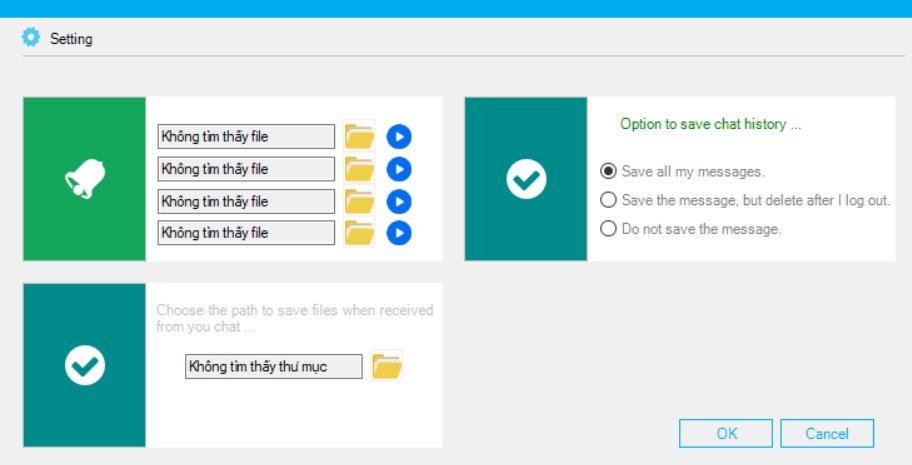 Setting
Không tìm thấy file
Không tìm thấy file
Không tìm thấy file
Không tìm thấy file
Option to save chat history ...
Save all my messages.
Save the message, but delete after I log out.
Do not save the message.
Choose the path to save files when received
from you chat ...
Không tìm thấy thư mục
OK
Cancel